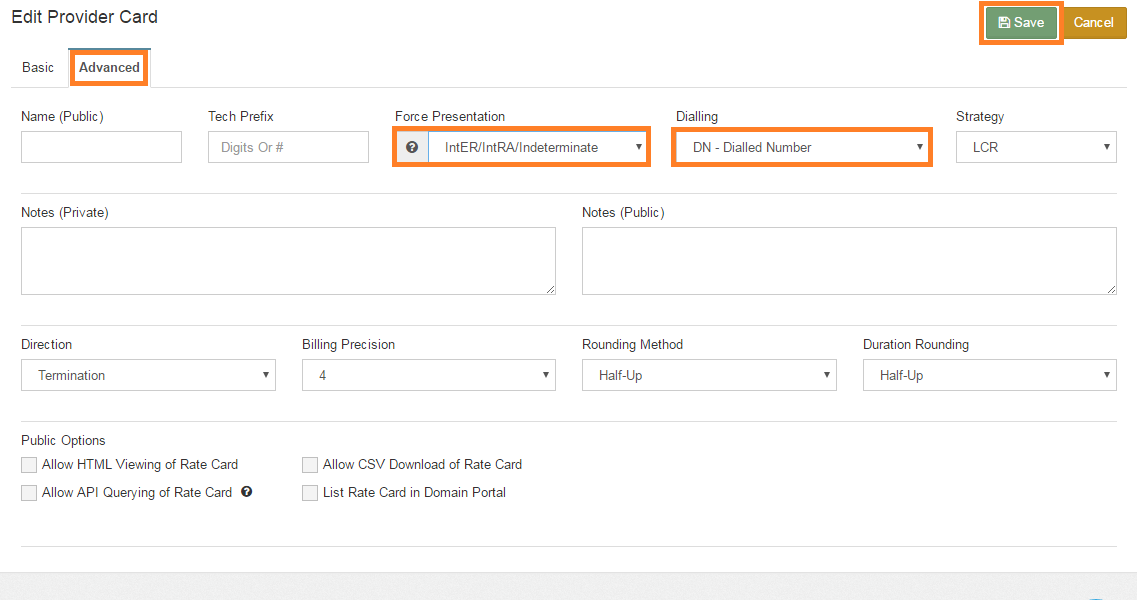 Edit Provider Card
Save Cancel
Basic Advanced
Name (Public) Tech Prefix Force Presentation Dialling Strategy
Digits Or # ? IntER/IntRA/Indeterminate DN - Dialled Number LCR
Notes (Private) Notes (Public)
Direction Billing Precision Rounding Method Duration Rounding
Termination 4 Half-Up Half-Up
Public Options
Allow HTML Viewing of Rate Card Allow CSV Download of Rate Card
Allow API Querying of Rate Card ? List Rate Card in Domain Portal